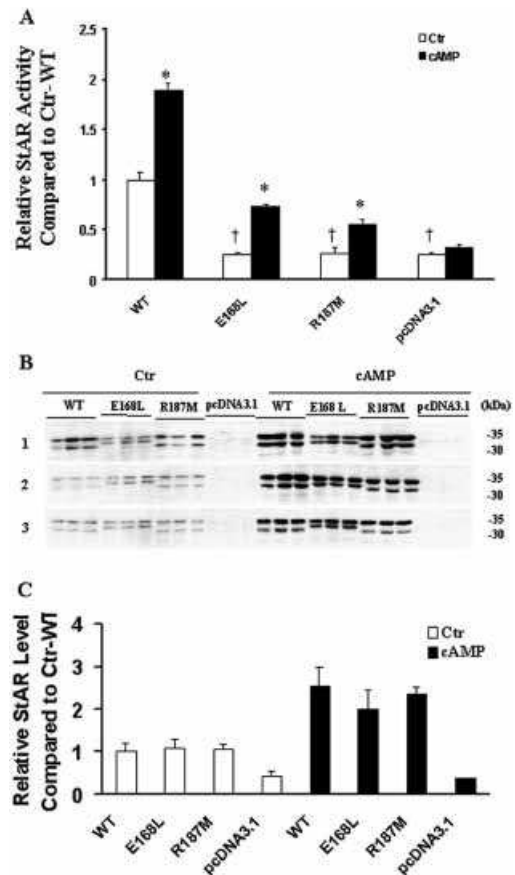 A
Relative StAR Activity
Compared to Ctr-WT
2.5
2
1.5
1
0.5
0
Ctr
cAMP
*
*
*
†
†
†
WT
E168L
R187M
pcDNA3.1
B
Ctr
cAMP
WT E168L R187M pcDNA3.1 WT E168 L R187M pcDNA3.1 (kDa)
1
-35
-30
2
-35
-30
3
-35
-30
C
Relative StAR Level
Compared to Ctr-WT
4
3
2
1
0
Ctr
cAMP
WT
E168L
R187M
pcDNA3.1
WT
E168L
R187M
pcDNA3.1